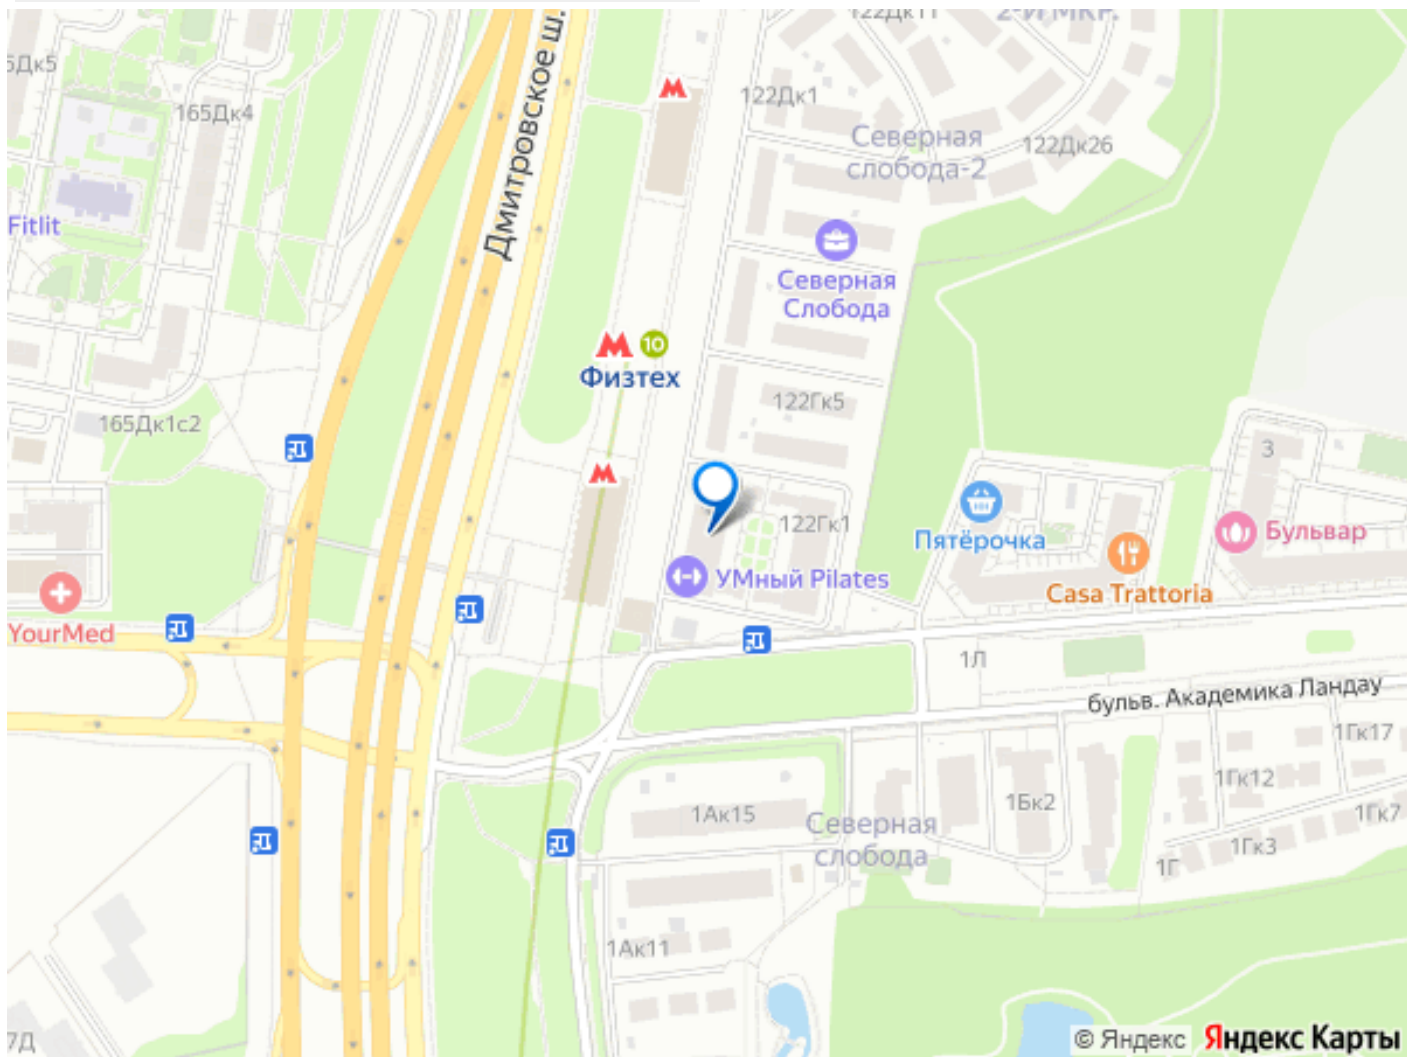 122Дк11
2-й мкр.
5Дк5
165Дк4
Дмитровское ш.
122Дк1
Северная
слобода-2
122Дк26
Fitlit
Северная
Слобода
10
Физтех
122Гк5
165Дк1с2
3
122Гк1
Пятёрочка
Бульвар
УМный Pilates
Casa Trattoria
YourMed
1Л
бульв. Академика Ландау
1Гк17
1Гк12
1Бк2
1Ак15
Северная
слобода
1Гк7
1Гк3
1Г
1Ак11
7Д
© Яндекс Яндекс Карты